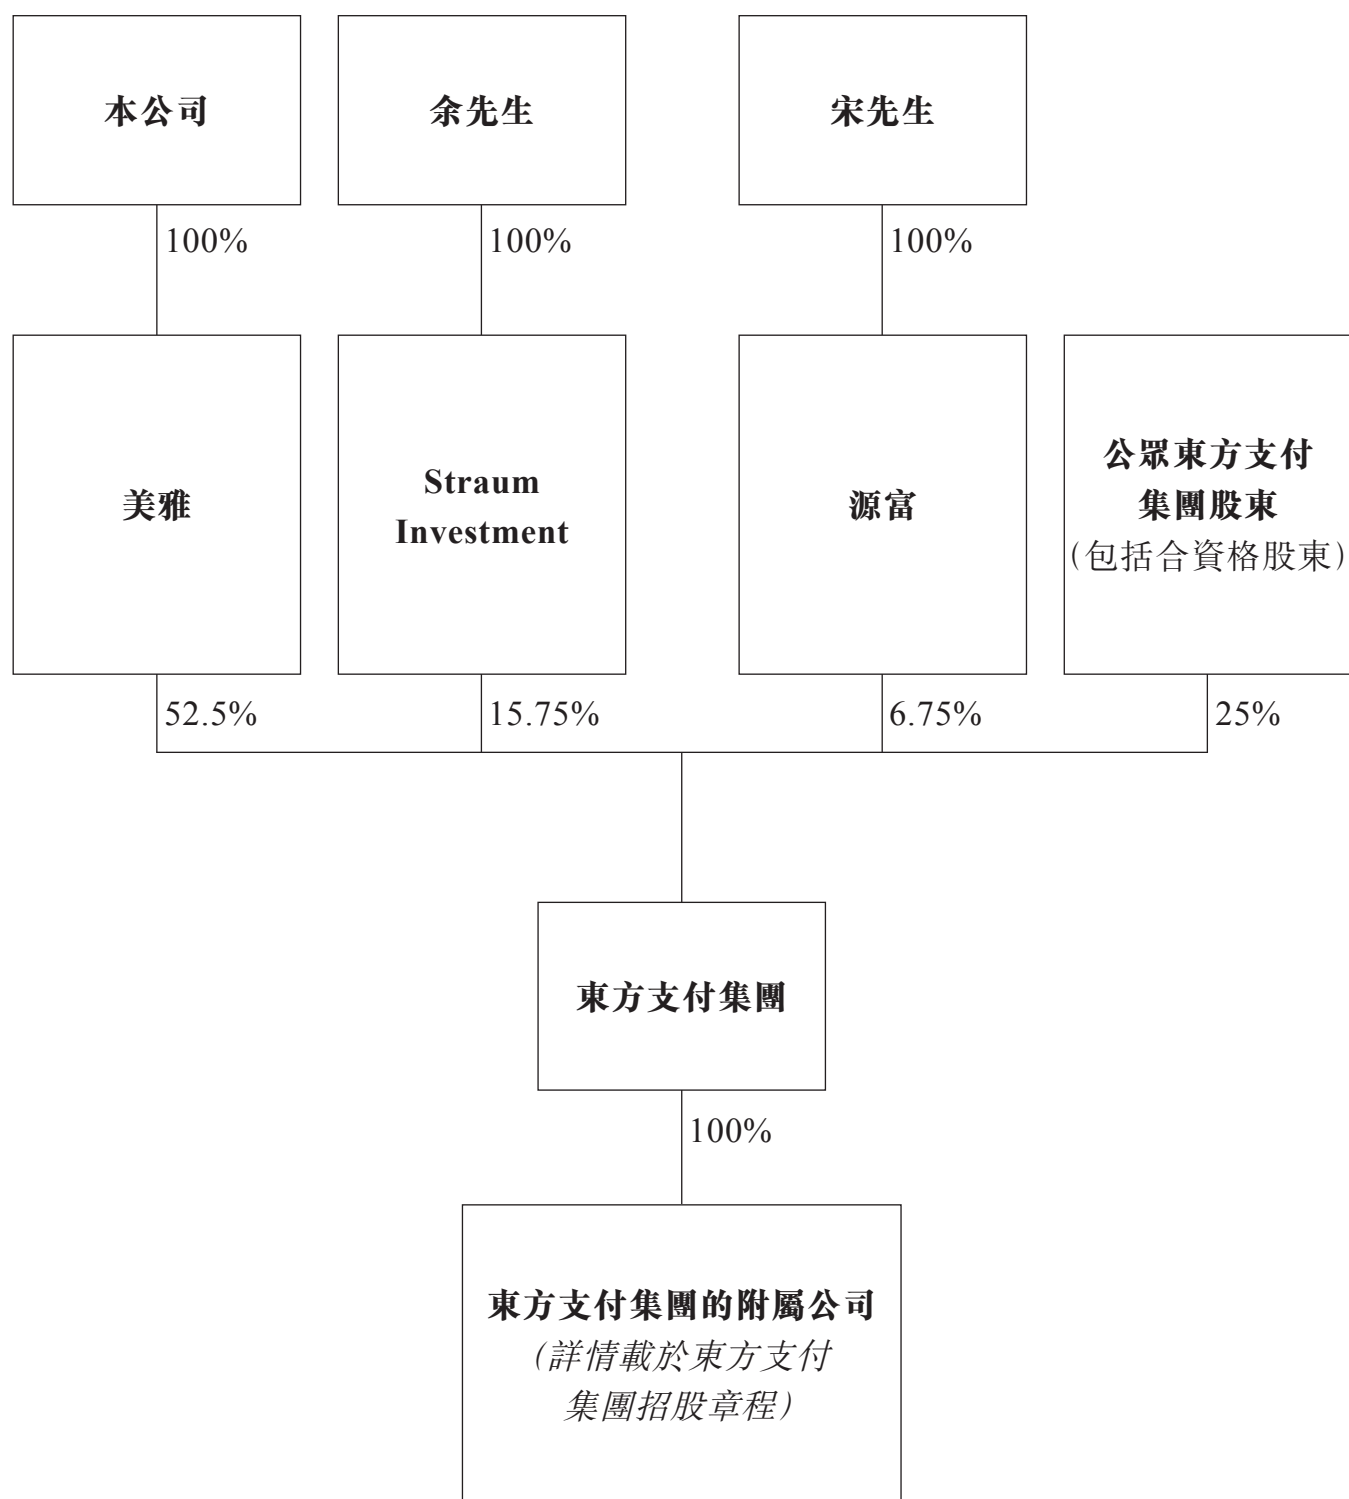 本公司
余先生
宋先生
100%
100%
100%
美雅
Straum
Investment
源富
公眾東方支付
集團股東
（包括合資格股東）
52.5%
15.75%
6.75%
25%
東方支付集團
100%
東方支付集團的附屬公司
（詳情載於東方支付
集團招股章程）